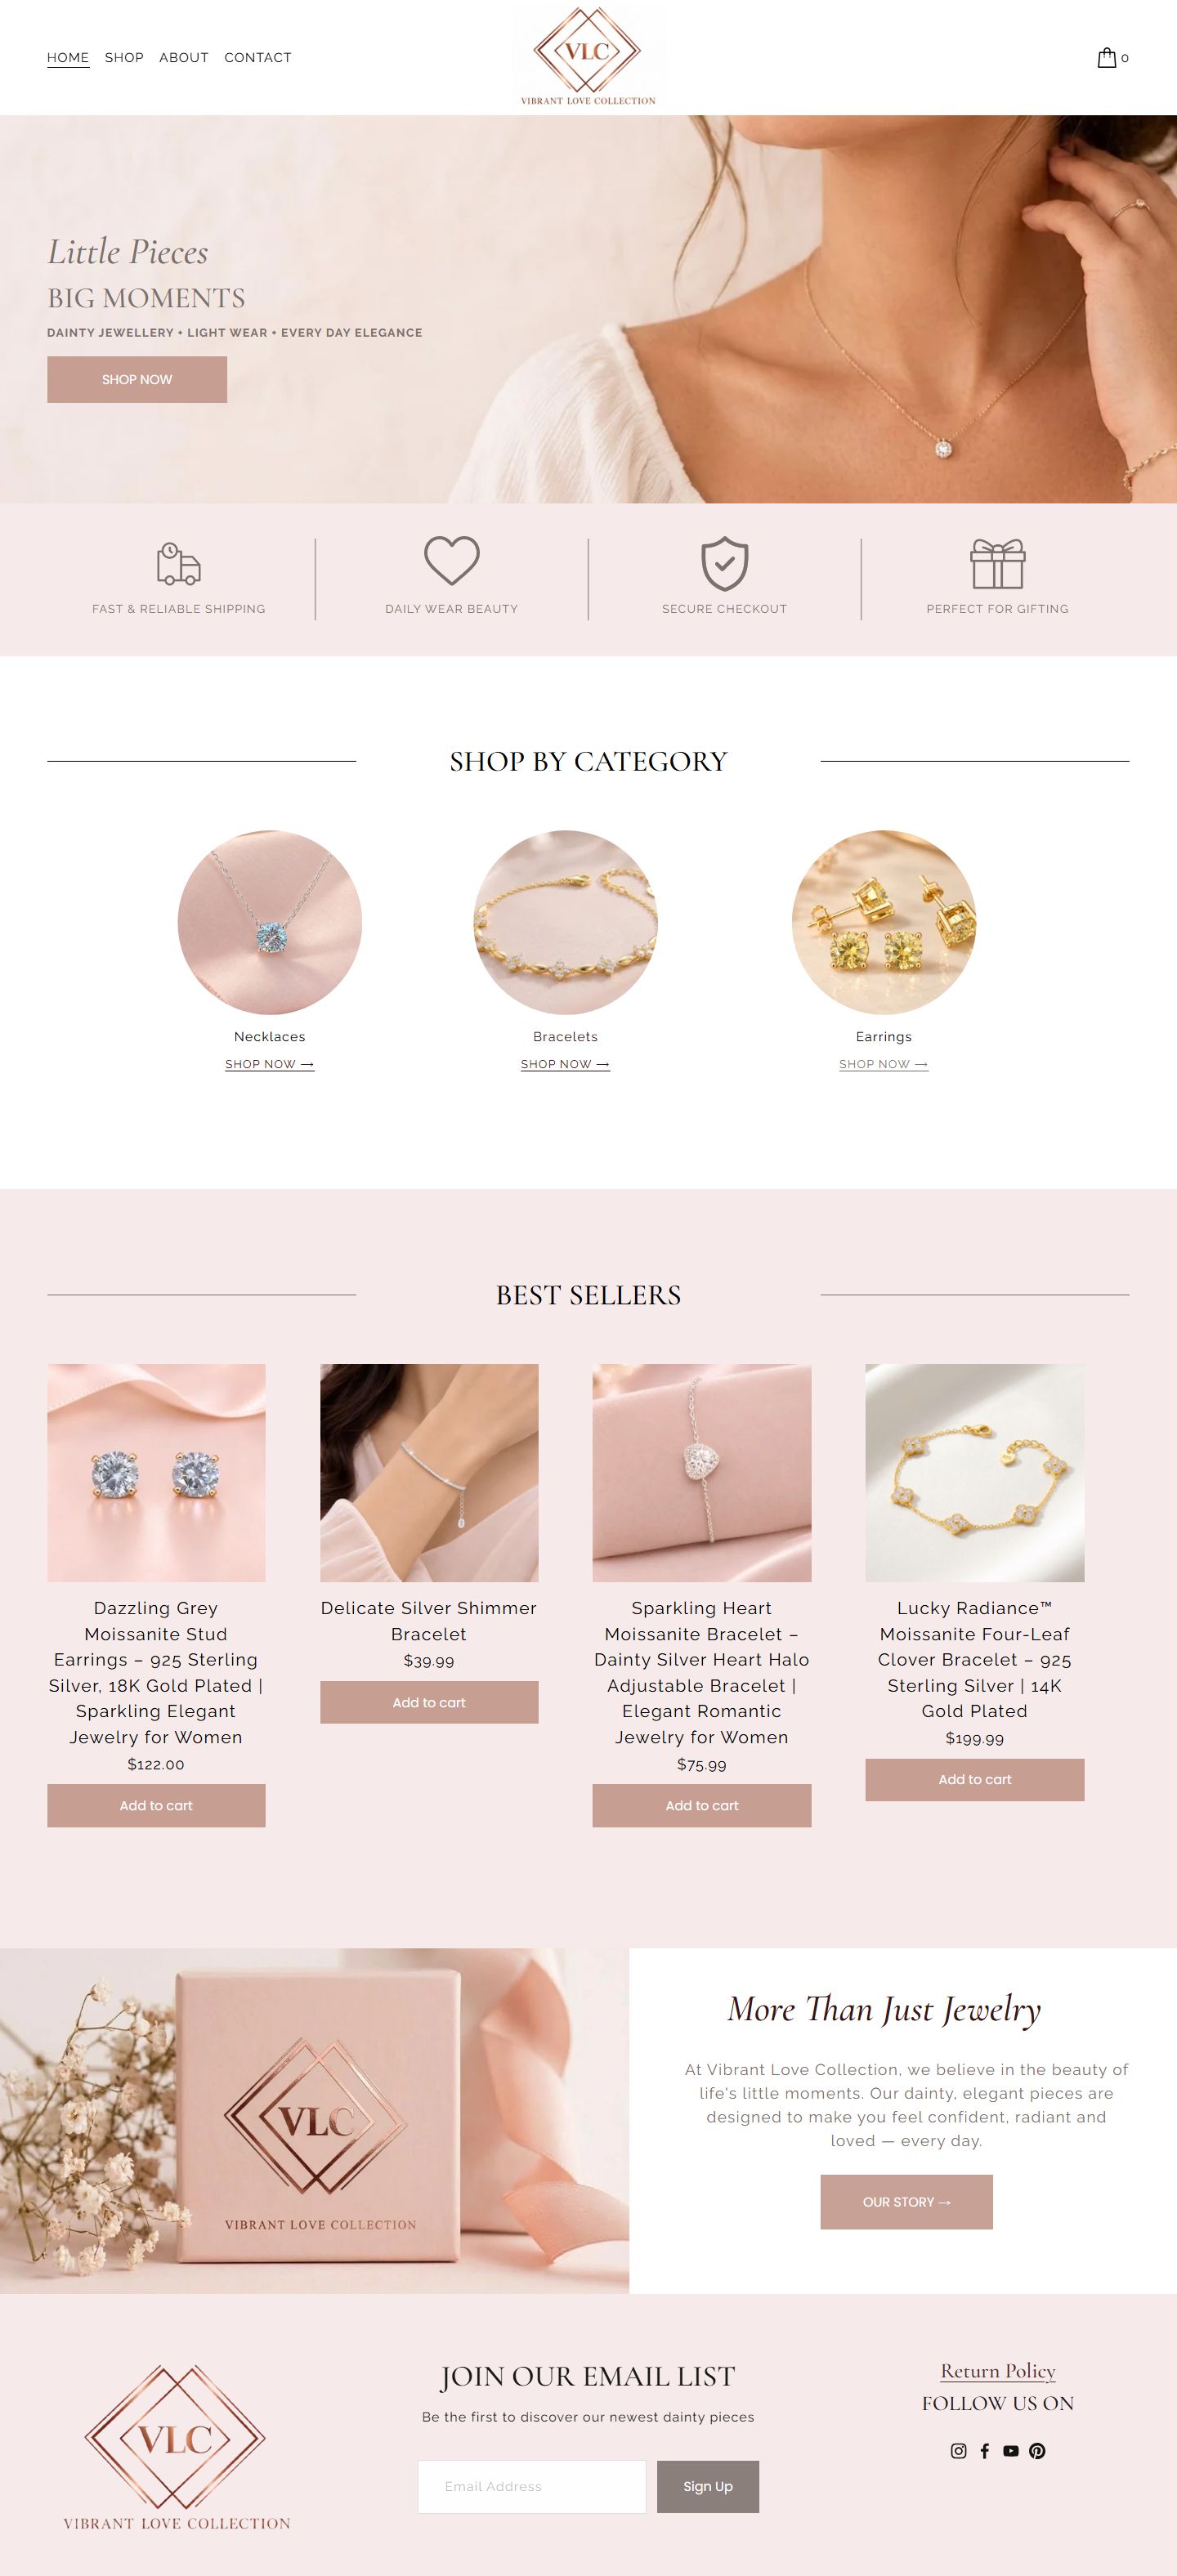 HOME SHOP ABOUT CONTACT
VLC
VIBRANT LOVE COLLECTION
0
Little Pieces
BIG MOMENTS
DAINTY JEWELLERY • LIGHT WEAR • EVERY DAY ELEGANCE
SHOP NOW
FAST & RELIABLE SHIPPING
DAILY WEAR BEAUTY
SECURE CHECKOUT
PERFECT FOR GIFTING
SHOP BY CATEGORY
Necklaces
SHOP NOW →
Bracelets
SHOP NOW →
Earrings
SHOP NOW →
BEST SELLERS
Dazzling Grey
Moissanite Stud
Earrings – 925 Sterling
Silver, 18K Gold Plated |
Sparkling Elegant
Jewelry for Women
$122.00
Add to cart
Delicate Silver Shimmer
Bracelet
$39.99
Add to cart
Sparkling Heart
Moissanite Bracelet –
Dainty Silver Heart Halo
Adjustable Bracelet |
Elegant Romantic
Jewelry for Women
$75.99
Add to cart
Lucky Radiance™
Moissanite Four-Leaf
Clover Bracelet – 925
Sterling Silver | 14K
Gold Plated
$199.99
Add to cart
VLC
VIBRANT LOVE COLLECTION
More Than Just Jewelry
At Vibrant Love Collection, we believe in the beauty of
life's little moments. Our dainty, elegant pieces are
designed to make you feel confident, radiant and
loved — every day.
OUR STORY →
VLC
VIBRANT LOVE COLLECTION
JOIN OUR EMAIL LIST
Be the first to discover our newest dainty pieces
Email Address
Sign Up
Return Policy
FOLLOW US ON